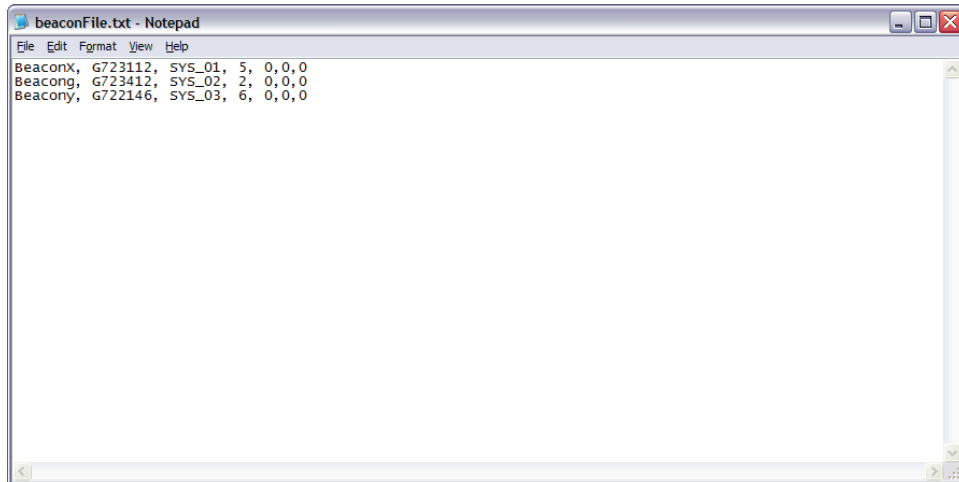 beaconFile.txt - Notepad
File Edit Format View Help
BeaconX, G723112, SYS_01, 5, 0,0,0
Beacong, G723412, SYS_02, 2, 0,0,0
Beacony, G722146, SYS_03, 6, 0,0,0